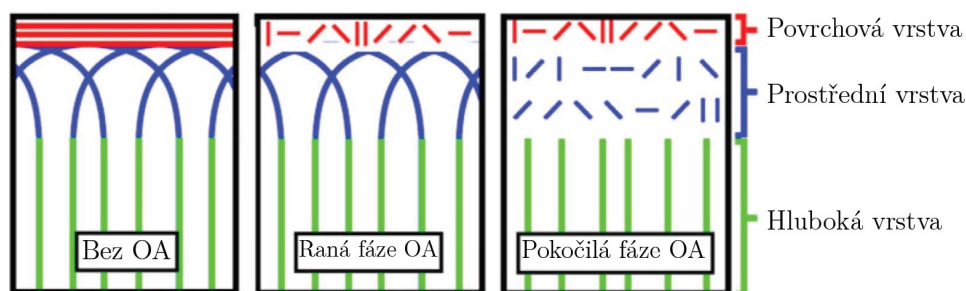 Povrchová vrstva
Prostřední vrstva
Hluboká vrstva
Bez OA
Raná fáze OA
Pokočilá fáze OA